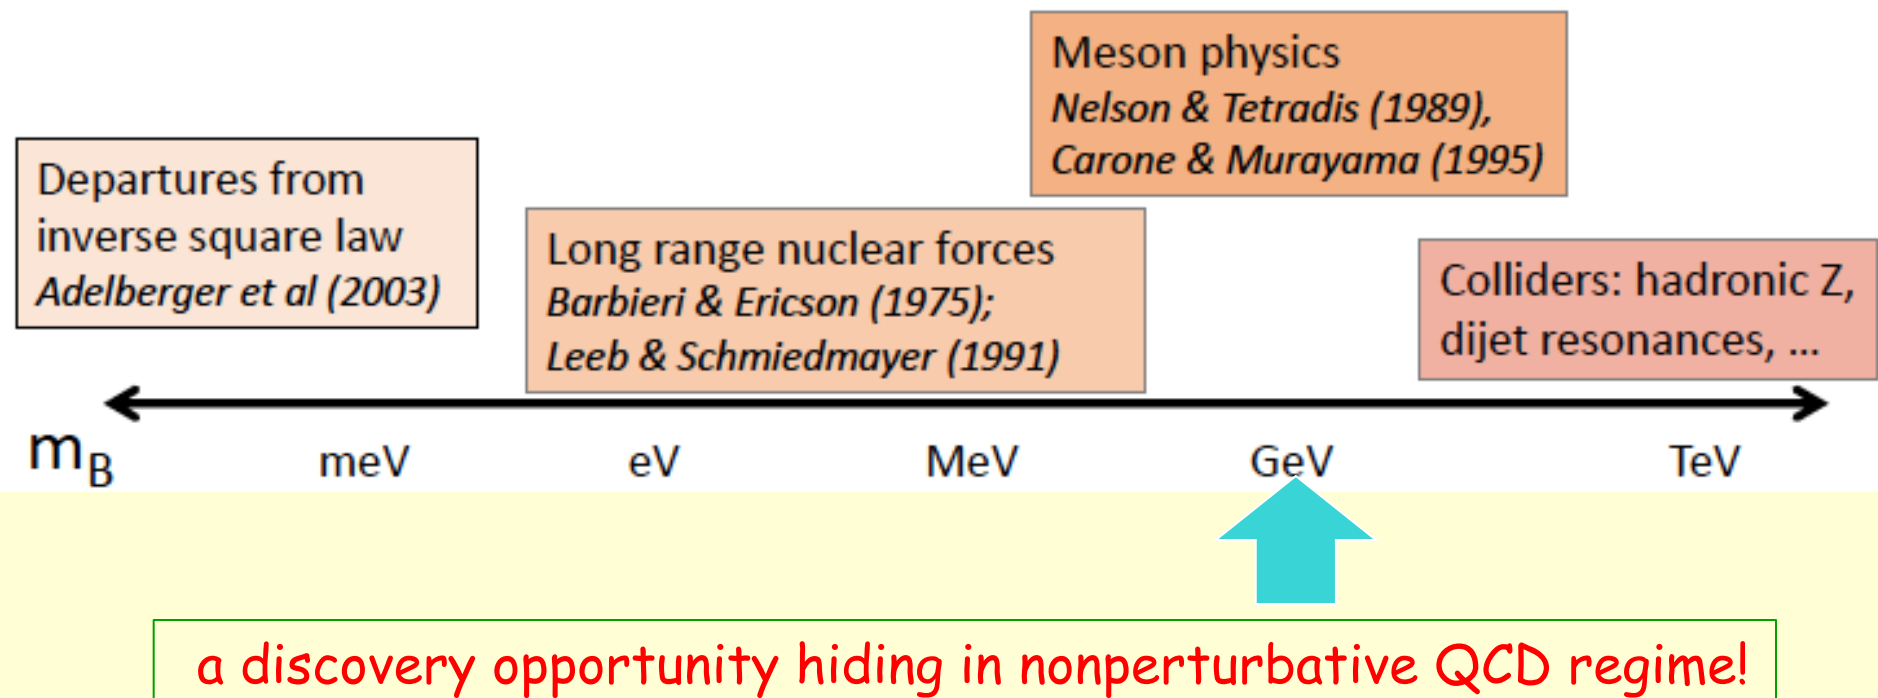 Meson physics
Nelson & Tetradis (1989),
Carone & Murayama (1995)
Departures from
inverse square law
Adelberger et al (2003)
Long range nuclear forces
Barbieri & Ericson (1975);
Leeb & Schmiedmayer (1991)
Colliders: hadronic Z,
dijet resonances, ...
m_B meV eV MeV GeV TeV
a discovery opportunity hiding in nonperturbative QCD regime!